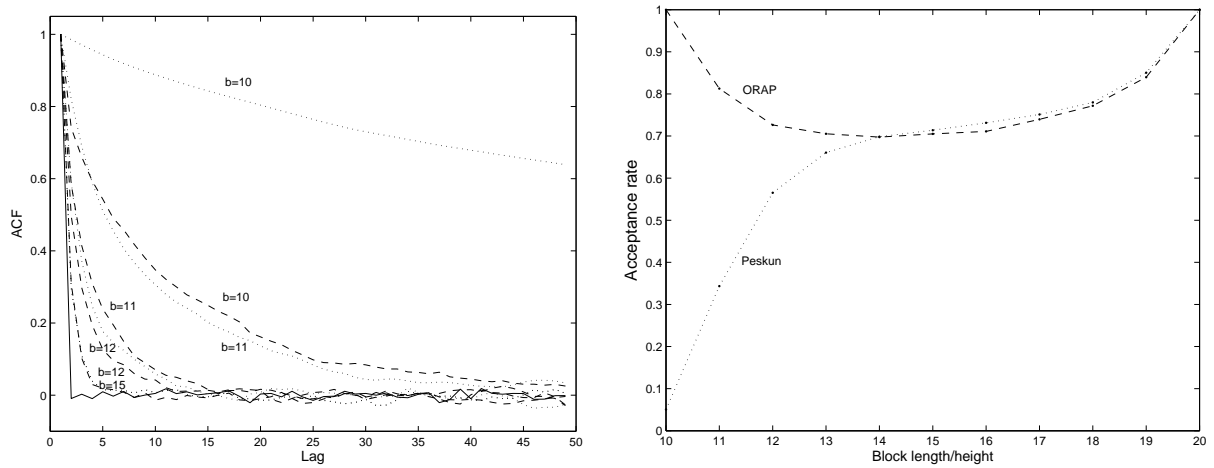 1
0.8
0.6
0.4
0.2
0
ACF
b=10
b=10
b=11
b=11
b=12
b=12
b=15
0 5 10 15 20 25 30 35 40 45 50
Lag
1
0.9
0.8
0.7
0.6
0.5
0.4
0.3
0.2
0.1
0
Acceptance rate
ORAP
Peskun
10 11 12 13 14 15 16 17 18 19 20
Block length/height